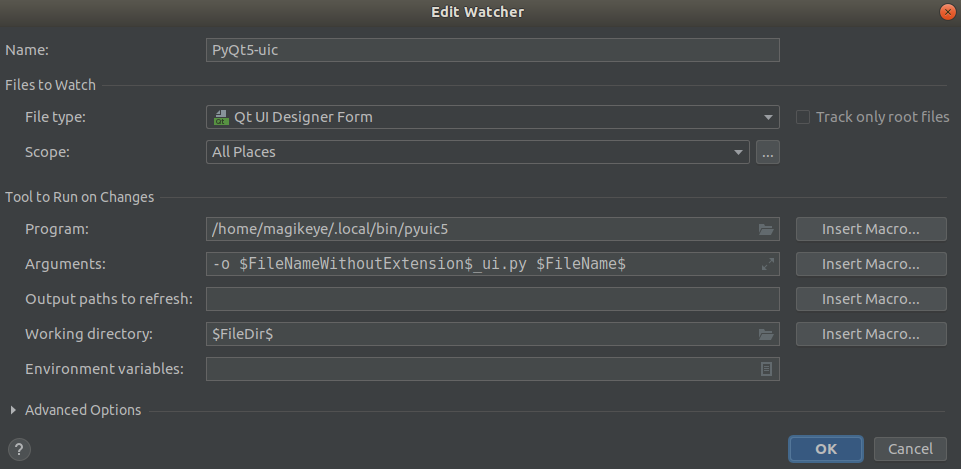 Edit Watcher
Name: PyQt5-uic
Files to Watch
File type: Qt UI Designer Form Track only root files
Scope: All Places ...
Tool to Run on Changes
Program: /home/magikeye/.local/bin/pyuic5 Insert Macro...
Arguments: -o $FileNameWithoutExtension$_ui.py $FileName$ Insert Macro...
Output paths to refresh: Insert Macro...
Working directory: $FileDir$ Insert Macro...
Environment variables:
Advanced Options
? OK Cancel